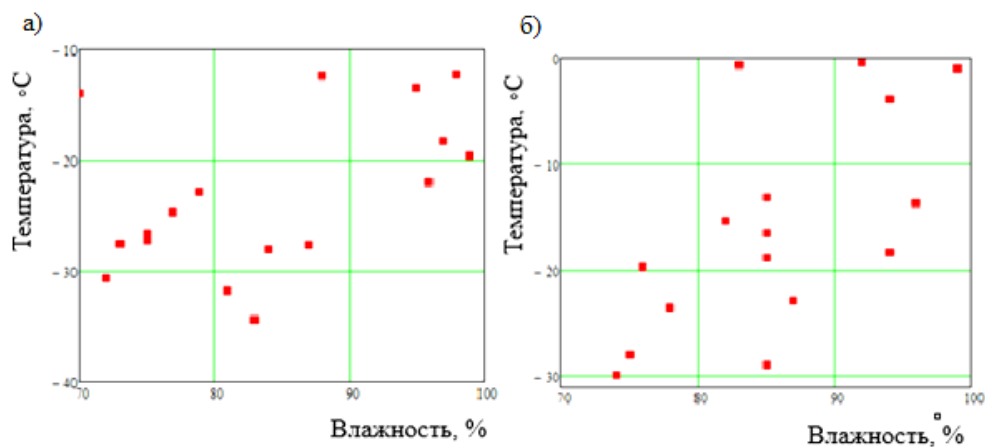 а)
Температура, °C
–10
–20
–30
–40
70
80
90
100
Влажность, %
б)
Температура, °C
0
–10
–20
–30
70
80
90
100
Влажность, %